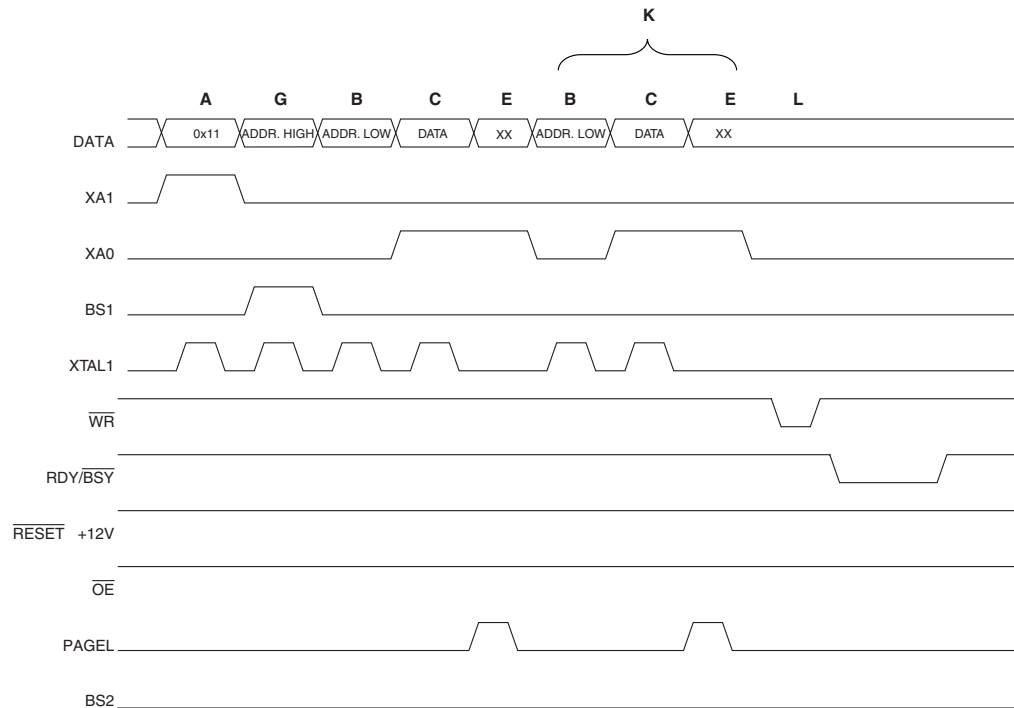 K
A G B C E B C E L
DATA 0x11 ADDR. HIGH ADDR. LOW DATA XX ADDR. LOW DATA XX
XA1
XA0
BS1
XTAL1
WR
RDY/BSY
RESET +12V
OE
PAGEL
BS2